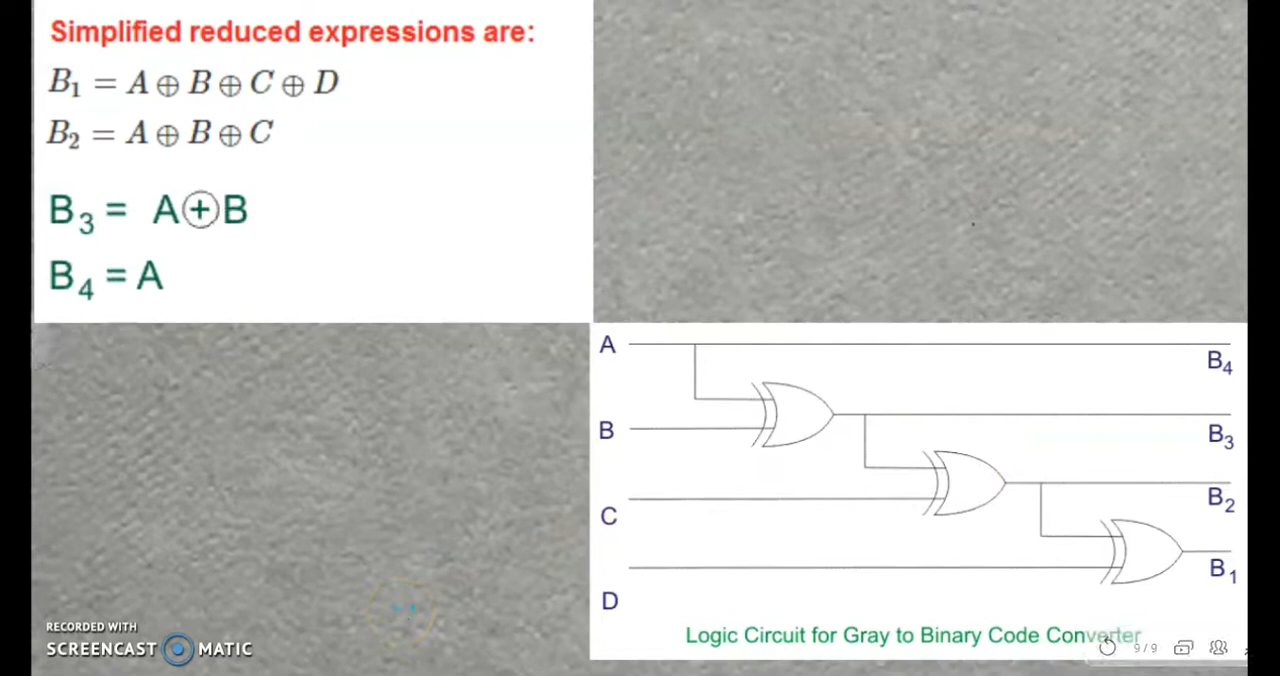 Simplified reduced expressions are:
B₁ = A ⊕ B ⊕ C ⊕ D
B₂ = A ⊕ B ⊕ C
B₃ = A⊕B
B₄ = A
A
B₄
B
B₃
C
B₂
D
B₁
Logic Circuit for Gray to Binary Code Converter
9/9
RECORDED WITH
SCREENCAST MATIC